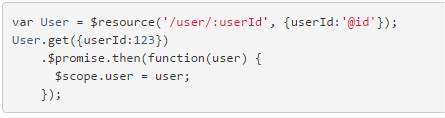 var User = $resource('/user/:userId', {userId:'@id'});
User.get({userId:123})
    .$promise.then(function(user) {
      $scope.user = user;
    });